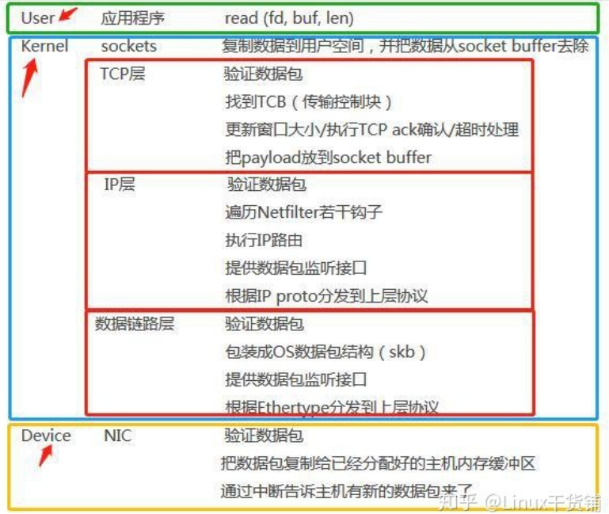 User 应用程序 read (fd, buf, len)
Kernel sockets 复制数据到用户空间，并把数据从socket buffer去除
TCP层 验证数据包
找到TCB（传输控制块）
更新窗口大小/执行TCP ack确认/超时处理
把payload放到socket buffer
IP层 验证数据包
遍历Netfilter若干钩子
执行IP路由
提供数据包监听接口
根据IP proto分发到上层协议
数据链路层 验证数据包
包装成OS数据包结构（skb）
提供数据包监听接口
根据Ethertype分发到上层协议
Device NIC 验证数据包
把数据包复制给已经分配好的主机内存缓冲区
通过中断告诉主机有新的数据包来了
知乎 @Linux干货铺